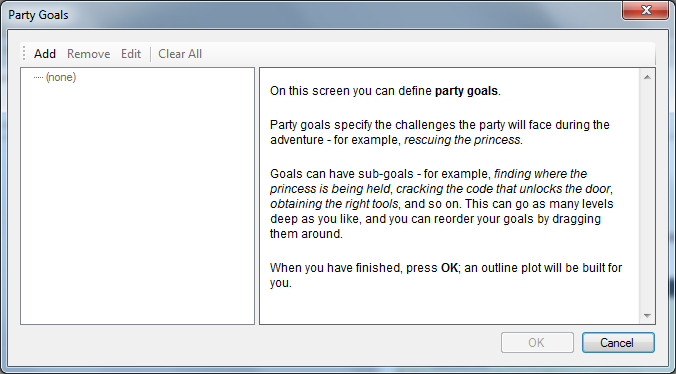 Party Goals
Add Remove Edit Clear All
(none)
On this screen you can define party goals.
Party goals specify the challenges the party will face during the
adventure - for example, rescuing the princess.
Goals can have sub-goals - for example, finding where the
princess is being held, cracking the code that unlocks the door,
obtaining the right tools, and so on. This can go as many levels
deep as you like, and you can reorder your goals by dragging
them around.
When you have finished, press OK; an outline plot will be built for
you.
OK Cancel